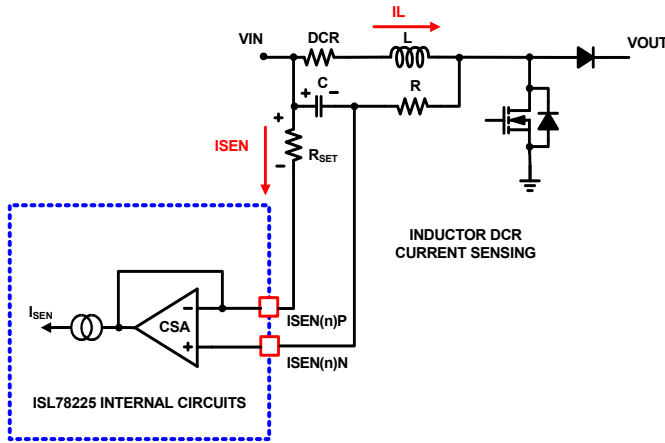 IL
VIN
DCR
L
VOUT
+
C
−
R
+
ISEN
RSET
−
INDUCTOR DCR
CURRENT SENSING
ISEN
−
CSA
+
ISEN(n)P
ISEN(n)N
ISL78225 INTERNAL CIRCUITS